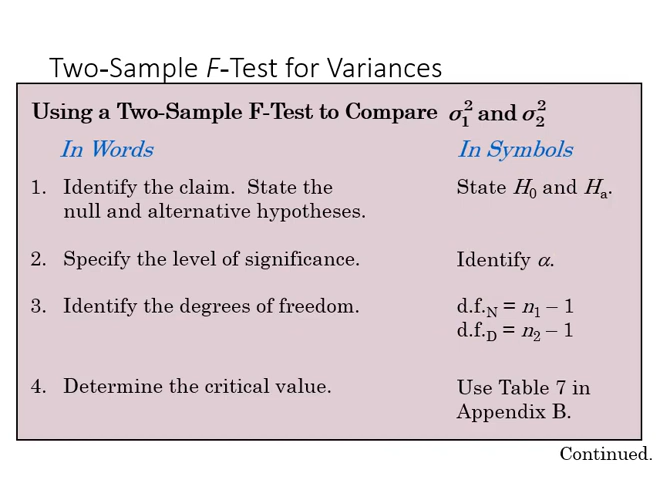 Two-Sample F-Test for Variances
Using a Two-Sample F-Test to Compare σ₁² and σ₂²
In Words In Symbols
1. Identify the claim. State the null and alternative hypotheses. State H₀ and Hₐ.
2. Specify the level of significance. Identify α.
3. Identify the degrees of freedom. d.f.N = n₁ – 1
d.f.D = n₂ – 1
4. Determine the critical value. Use Table 7 in
Appendix B.
Continued.